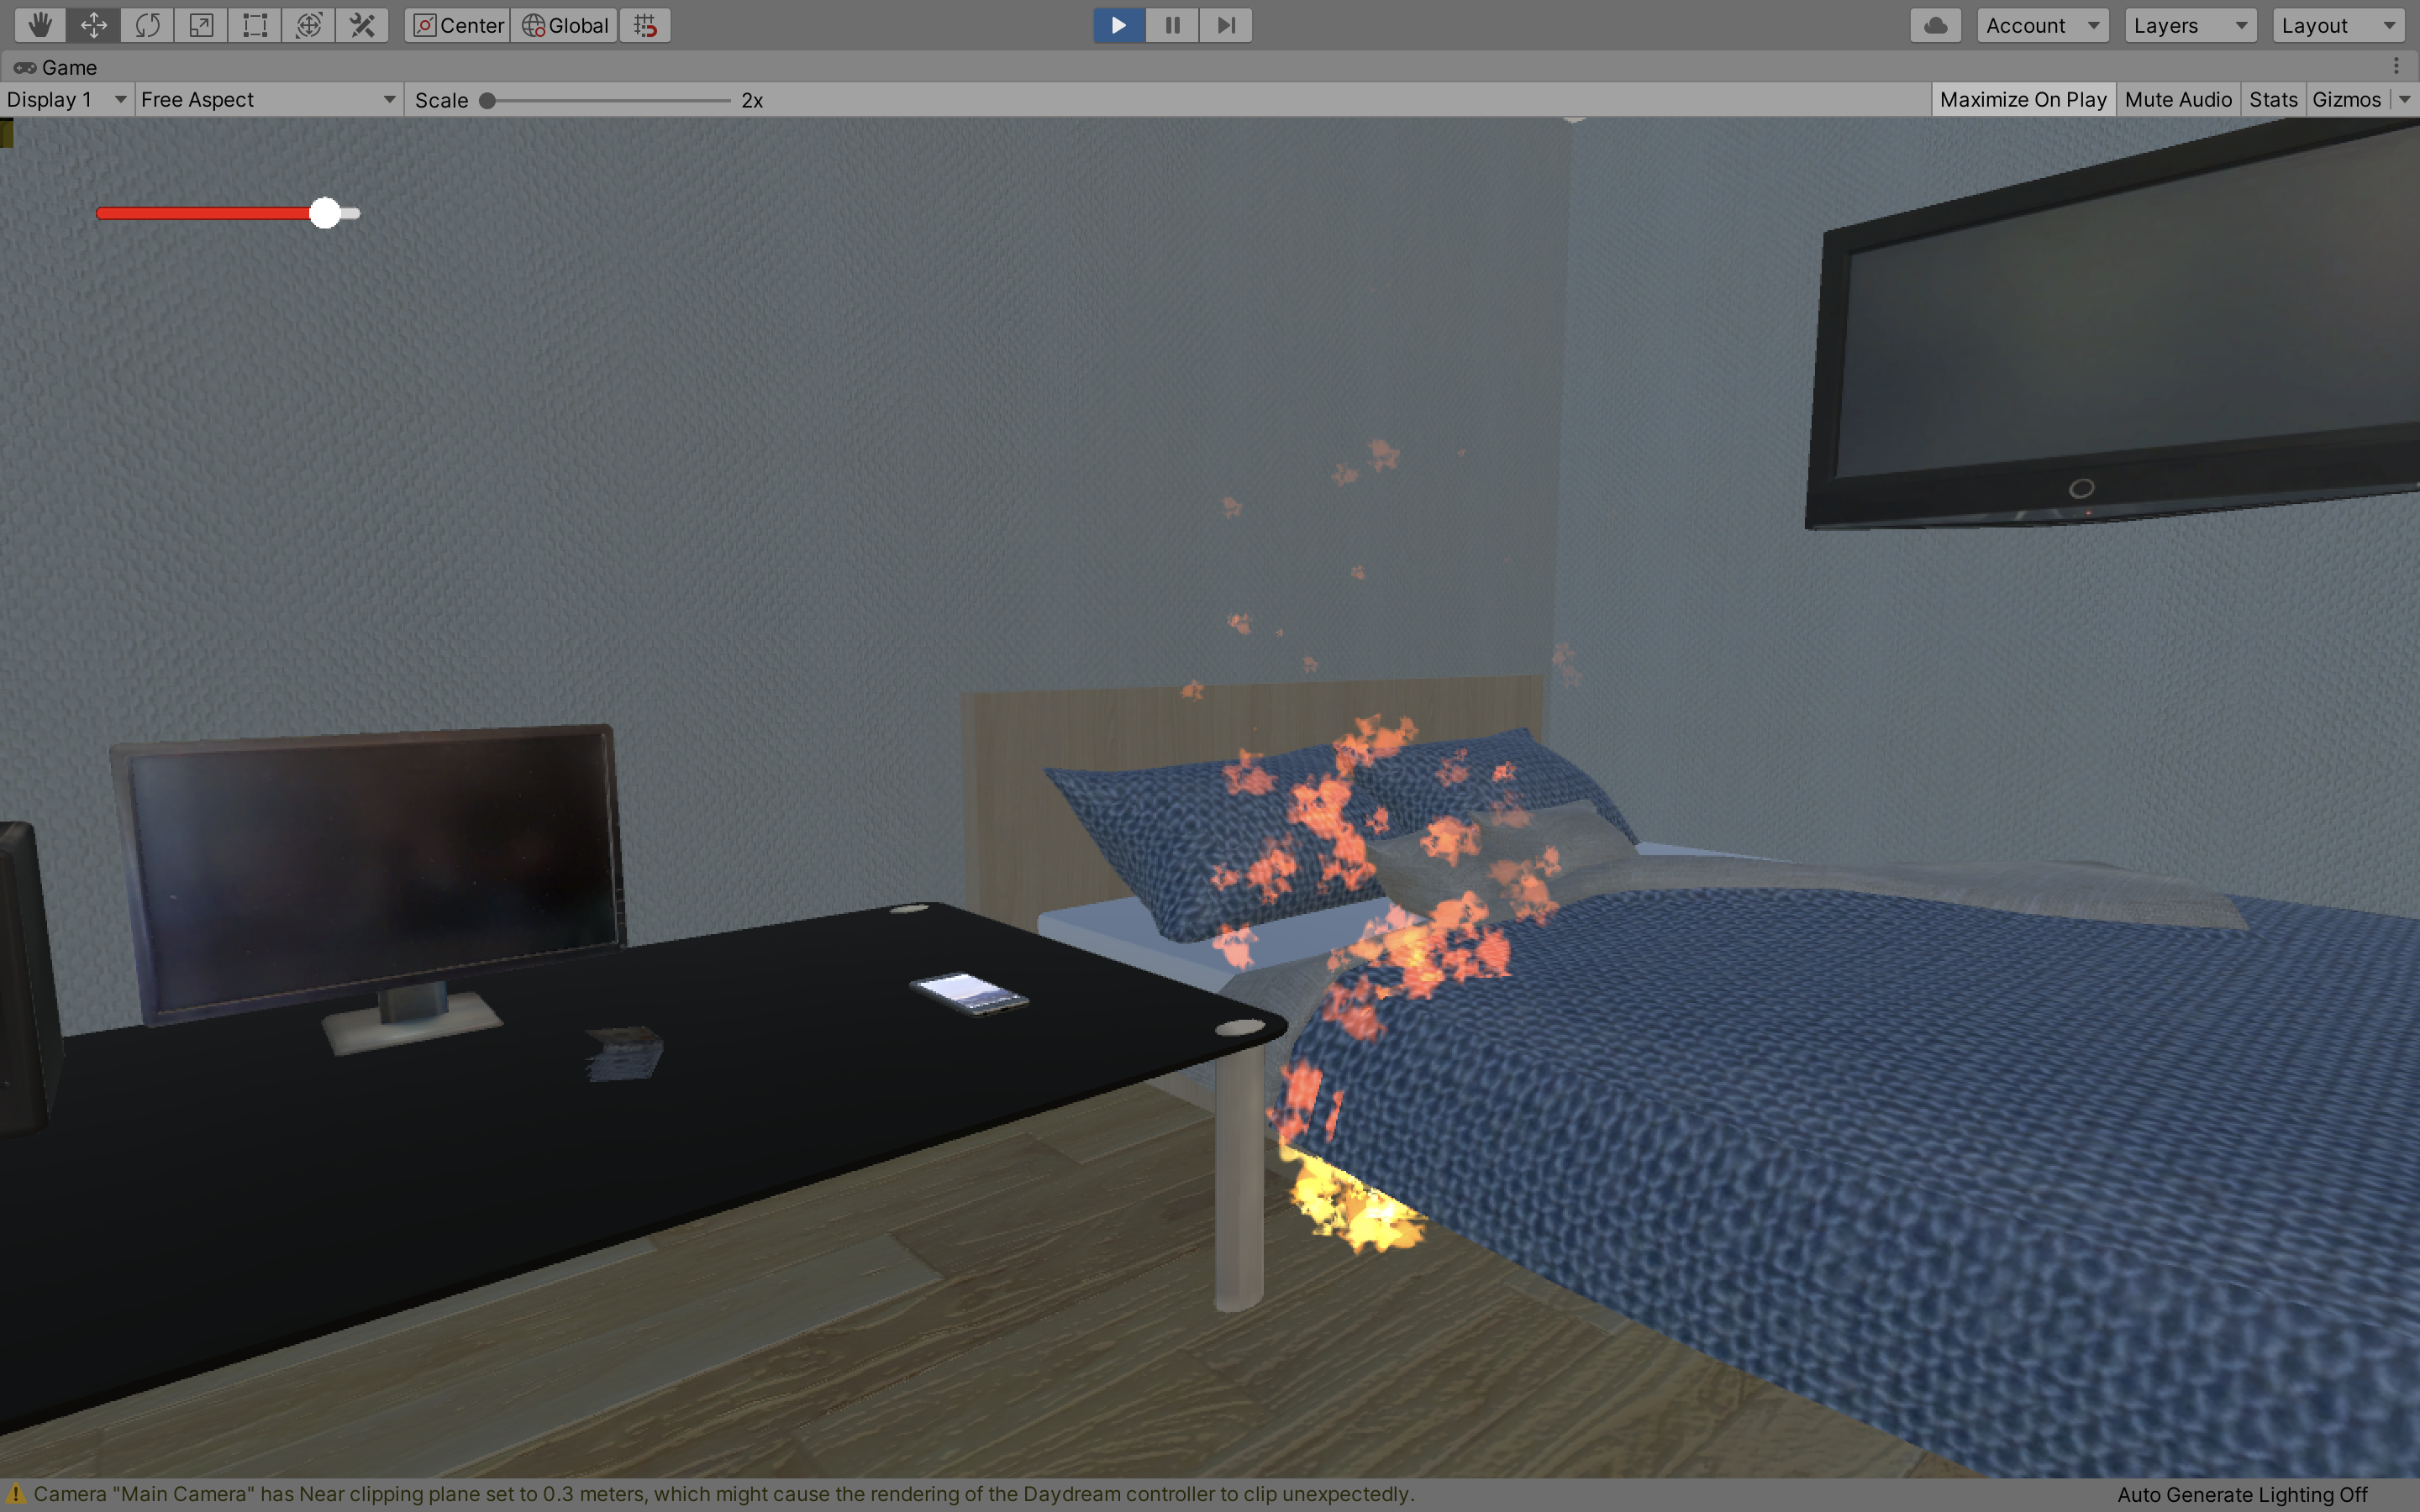 Center Global Account Layers Layout
Game
Display 1 Free Aspect Scale 2x Maximize On Play Mute Audio Stats Gizmos
Camera "Main Camera" has Near clipping plane set to 0.3 meters, which might cause the rendering of the Daydream controller to clip unexpectedly. Auto Generate Lighting Off